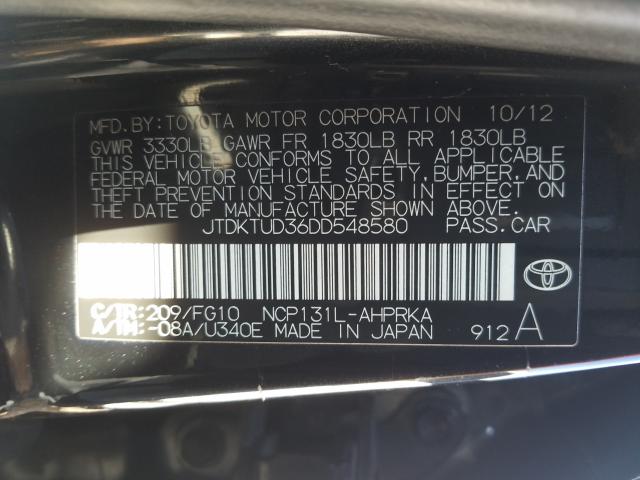 MFD.BY:TOYOTA MOTOR CORPORATION 10/12
GVWR 3330LB GAWR FR 1830LB RR 1830LB
THIS VEHICLE CONFORMS TO ALL APPLICABLE
FEDERAL MOTOR VEHICLE SAFETY,BUMPER,AND
THEFT PREVENTION STANDARDS IN EFFECT ON
THE DATE OF MANUFACTURE SHOWN ABOVE.
JTDKTUD36DD548580 PASS.CAR
C/TR:209/FG10 NCP131L-AHPRKA
A/TM:-08A/U340E MADE IN JAPAN 912 A